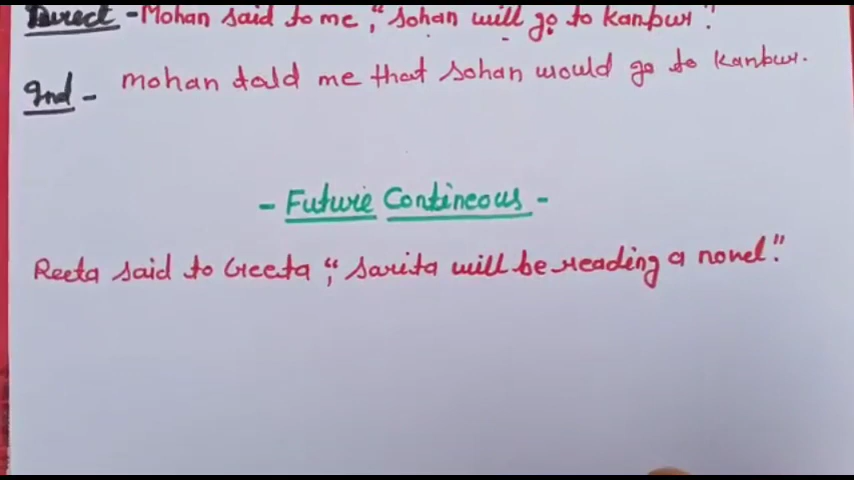 Direct - Mohan said to me, "Sohan will go to Kanpur".
Ind - Mohan told me that Sohan would go to Kanpur.
- Future Contineous -
Reeta said to Geeta, "Sarita will be reading a novel".